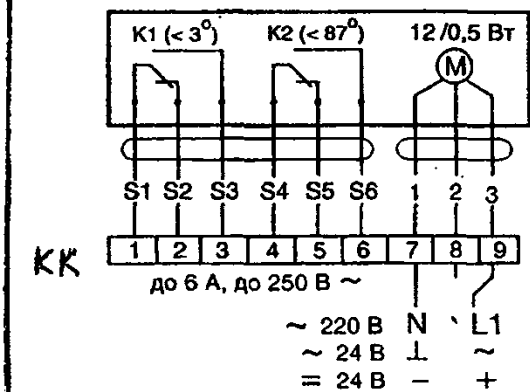 K1 (< 3°) K2 (< 87°) 12 /0,5 Вт
M
S1 S2 S3 S4 S5 S6 1 2 3
1 2 3 4 5 6 7 8 9
КК
до 6 А, до 250 В ~
~ 220 В N L1
~ 24 В ⊥ ~
= 24 В − +